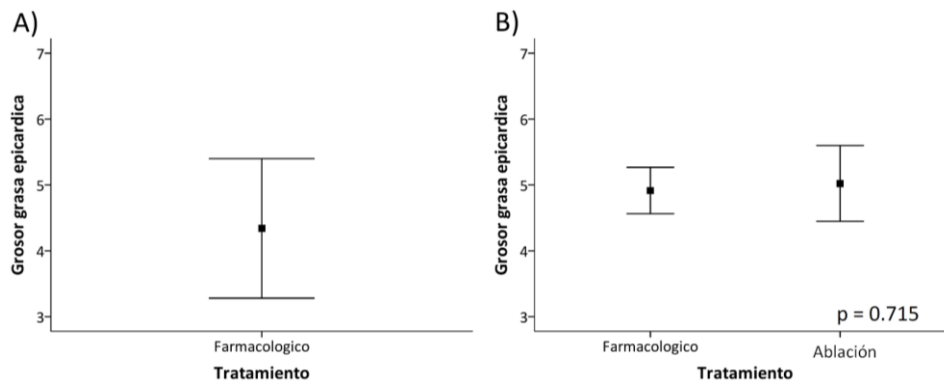 A)
Grosor grasa epicardica
7
6
5
4
3
Farmacologico
Tratamiento
B)
Grosor grasa epicardica
7
6
5
4
3
p = 0.715
Farmacologico
Ablación
Tratamiento